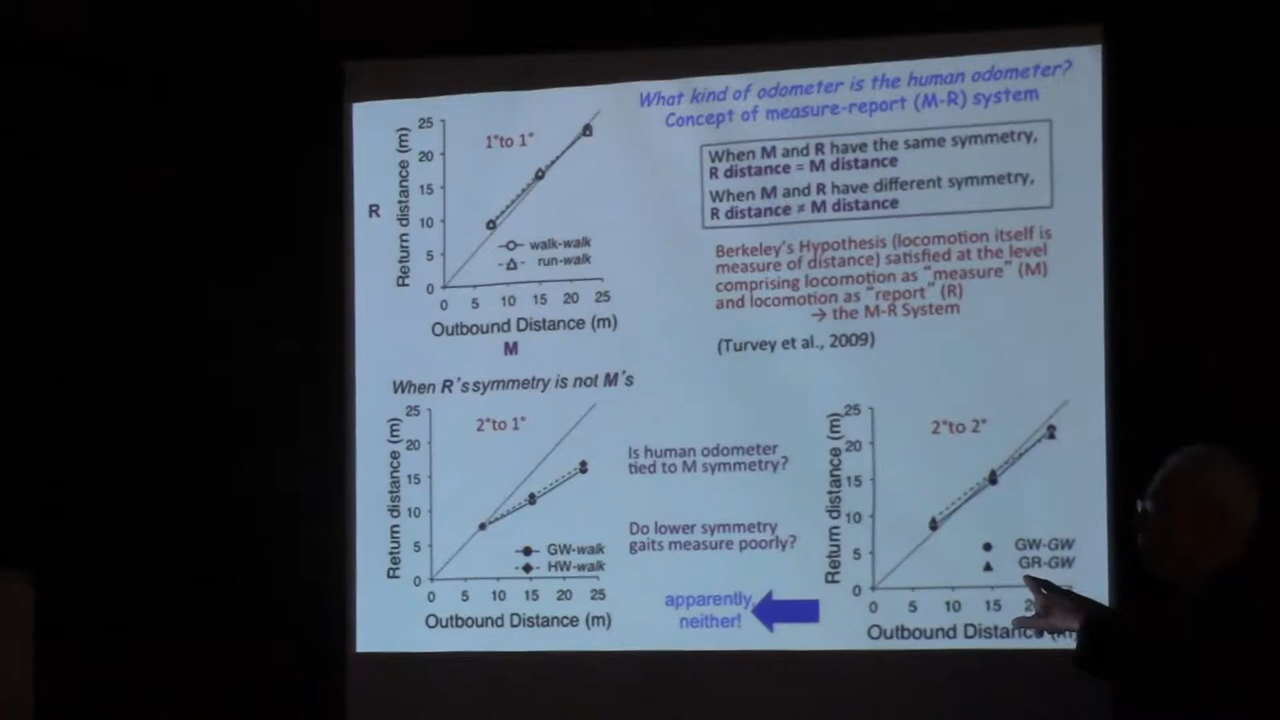 What kind of odometer is the human odometer?
Concept of measure-report (M-R) system
25
20
15
10
5
0
Return distance (m)
R
1° to 1°
walk-walk
run-walk
0 5 10 15 20 25
Outbound Distance (m)
M
When M and R have the same symmetry,
R distance = M distance
When M and R have different symmetry,
R distance ≠ M distance
Berkeley's Hypothesis (locomotion itself is
measure of distance) satisfied at the level
comprising locomotion as "measure" (M)
and locomotion as "report" (R)
→ the M-R System
(Turvey et al., 2009)
When R's symmetry is not M's
25
20
15
10
5
0
Return distance (m)
2° to 1°
GW-walk
HW-walk
0 5 10 15 20 25
Outbound Distance (m)
Is human odometer
tied to M symmetry?
Do lower symmetry
gaits measure poorly?
apparently,
neither!
25
20
15
10
5
0
Return distance (m)
2° to 2°
GW-GW
GR-GW
0 5 10 15
Outbound Distance